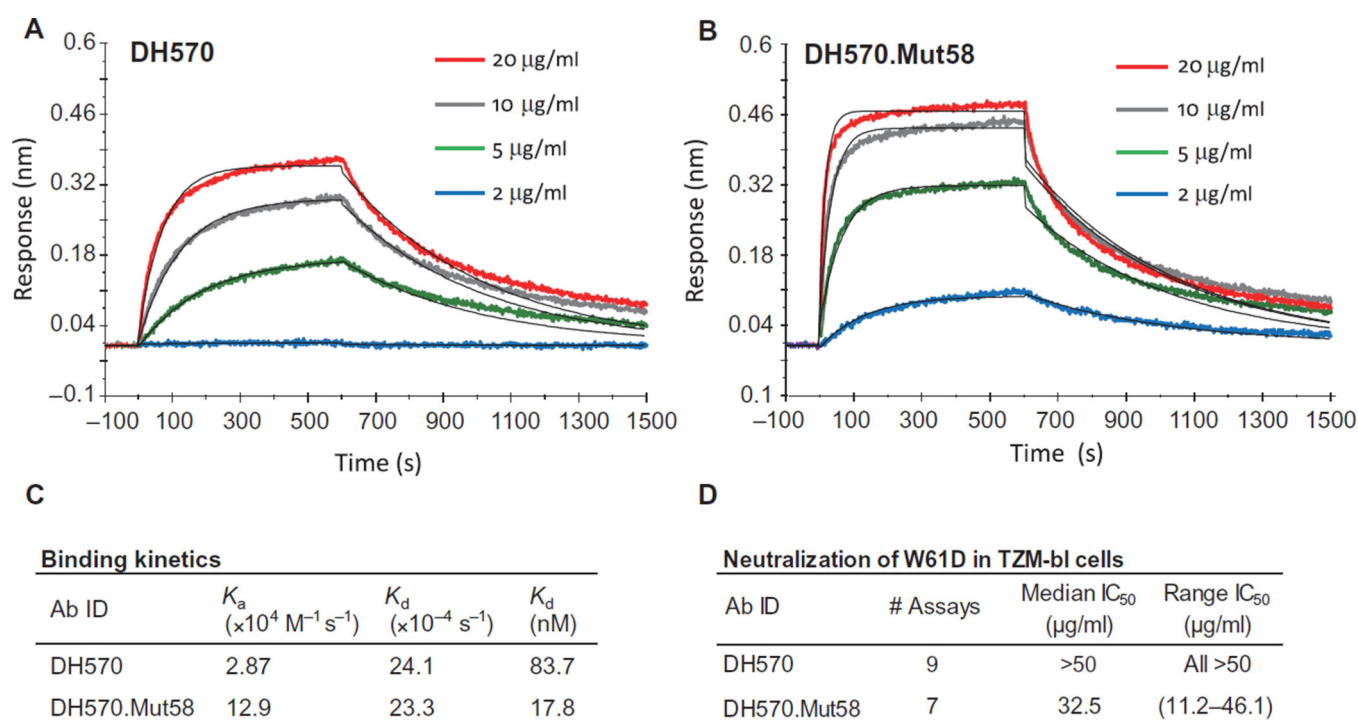 A
DH570
20 µg/ml
10 µg/ml
5 µg/ml
2 µg/ml
0.6
0.46
0.32
0.18
0.04
–0.1
Response (nm)
–100 100 300 500 700 900 1100 1300 1500
Time (s)
B
DH570.Mut58
20 µg/ml
10 µg/ml
5 µg/ml
2 µg/ml
0.6
0.46
0.32
0.18
0.04
0.1
Response (nm)
–100 100 300 500 700 900 1100 1300 1500
Time (s)
C
Binding kinetics
Ab ID Ka (×10⁴ M⁻¹ s⁻¹) Kd (×10⁻⁴ s⁻¹) Kd (nM)
DH570 2.87 24.1 83.7
DH570.Mut58 12.9 23.3 17.8
D
Neutralization of W61D in TZM-bl cells
Ab ID # Assays Median IC₅₀ (µg/ml) Range IC₅₀ (µg/ml)
DH570 9 >50 All >50
DH570.Mut58 7 32.5 (11.2–46.1)